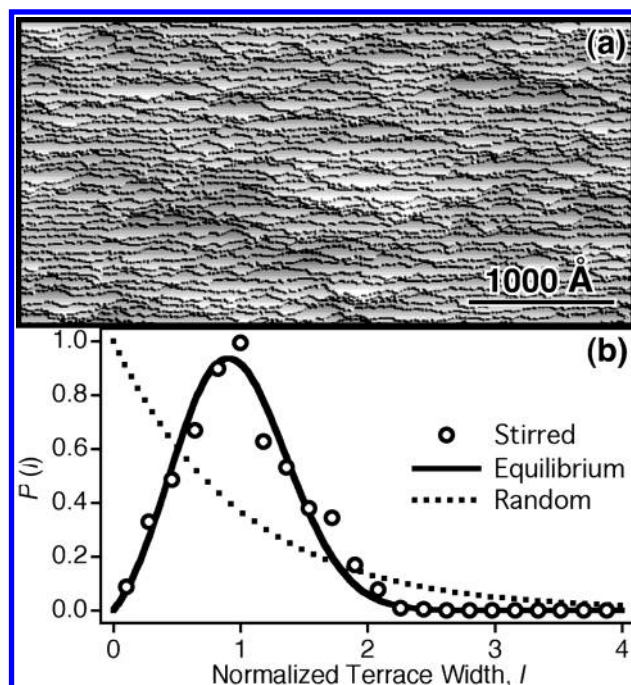 (a)
1000 Å
(b)
1.0
0.8
0.6
0.4
0.2
0.0
P (l)
Stirred
Equilibrium
Random
0 1 2 3 4
Normalized Terrace Width, l